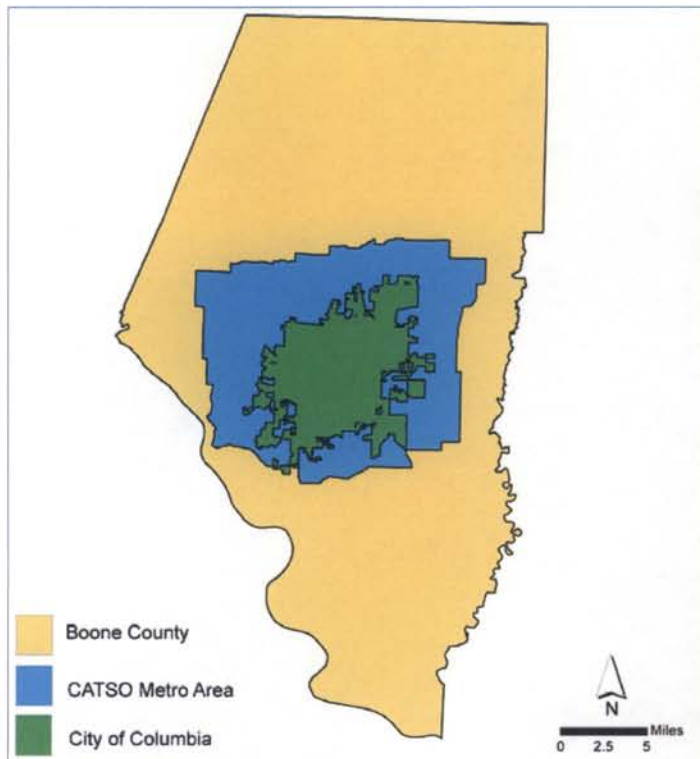 Boone County
CATSO Metro Area
City of Columbia
N
Miles
0 2.5 5